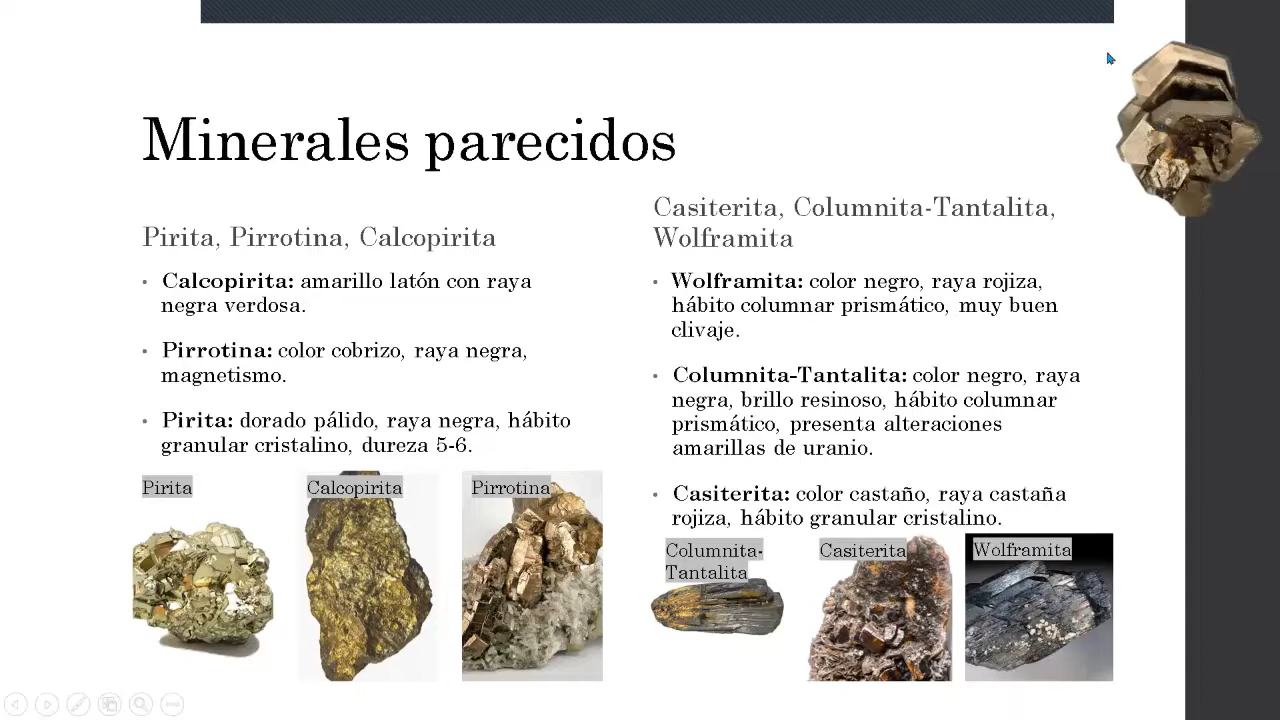 Minerales parecidos
Pirita, Pirrotina, Calcopirita
• Calcopirita: amarillo latón con raya
negra verdosa.
• Pirrotina: color cobrizo, raya negra,
magnetismo.
• Pirita: dorado pálido, raya negra, hábito
granular cristalino, dureza 5-6.
Pirita
Calcopirita
Pirrotina
Casiterita, Columnita-Tantalita,
Wolframita
• Wolframita: color negro, raya rojiza,
hábito columnar prismático, muy buen
clivaje.
• Columnita-Tantalita: color negro, raya
negra, brillo resinoso, hábito columnar
prismático, presenta alteraciones
amarillas de uranio.
• Casiterita: color castaño, raya castaña
rojiza, hábito granular cristalino.
Columnita-
Tantalita
Casiterita
Wolframita